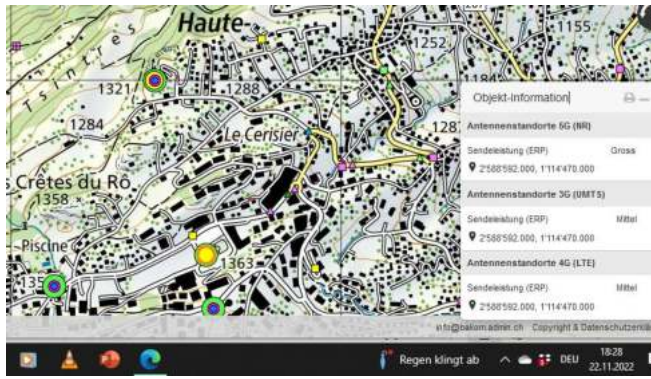 Haute-
1252
1155
Tsintrès
1321
1288
1284
Le Cerisier
Crêtes du Ro
1358
Piscine
1363
Objekt-Information
Antennenstandorte 5G (NR)
Sendeleistung (ERP) Gross
2'588'592.000, 1'114'470.000
Antennenstandorte 3G (UMTS)
Sendeleistung (ERP) Mittel
2'588'592.000, 1'114'470.000
Antennenstandorte 4G (LTE)
Sendeleistung (ERP) Mittel
2'588'592.000, 1'114'470.000
info@bakom.admin.ch Copyright & Datenschutzerklä
Regen klingt ab
DEU
18:28
22.11.2022